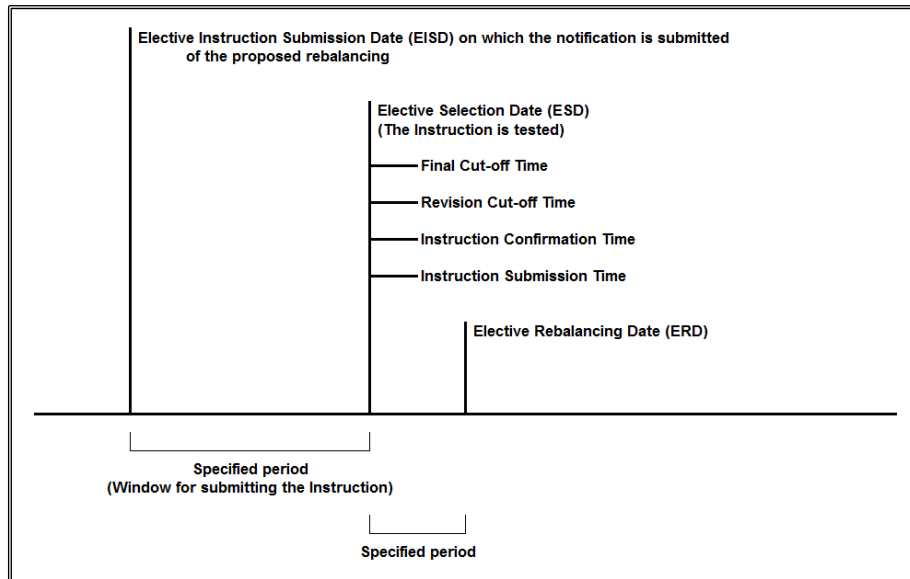 Elective Instruction Submission Date (EISD) on which the notification is submitted
of the proposed rebalancing
Elective Selection Date (ESD)
(The Instruction is tested)
Final Cut-off Time
Revision Cut-off Time
Instruction Confirmation Time
Instruction Submission Time
Elective Rebalancing Date (ERD)
Specified period
(Window for submitting the Instruction)
Specified period